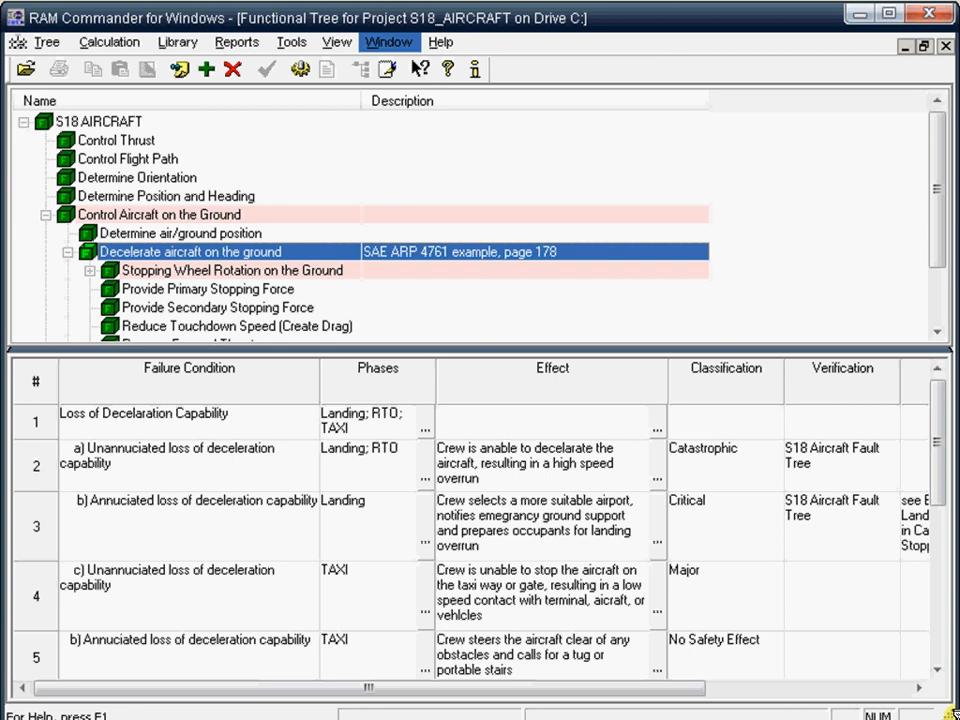 RAM Commander for Windows - [Functional Tree for Project S18_AIRCRAFT on Drive C:]
Tree Calculation Library Reports Tools View Window Help
Name Description
S18 AIRCRAFT
Control Thrust
Control Flight Path
Determine Orientation
Determine Position and Heading
Control Aircraft on the Ground
Determine air/ground position
Decelerate aircraft on the ground SAE ARP 4761 example, page 178
Stopping Wheel Rotation on the Ground
Provide Primary Stopping Force
Provide Secondary Stopping Force
Reduce Touchdown Speed (Create Drag)
# Failure Condition Phases Effect Classification Verification
1 Loss of Decelaration Capability Landing; RTO;
TAXI ... ...
2 a) Unannuciated loss of deceleration Landing; RTO Crew is anable to decelarate the Catastrophic S18 Aircraft Fault
capability aircraft, resulting in a high speed Tree
... overrun ...
3 b) Annuciated loss of deceleration capability Landing Crew selects a more suitable airport, Critical S18 Aircraft Fault see E
notifies emegrancy ground support Tree Land
and prepares occupants for landing in Ca
... overrun ... Stopp
4 c) Unannuciated loss of deceleration TAXI Crew is unable to stop the aircraft on Major
capability the taxi way or gate, resulting in a low
speed contact with terminal, aicraft, or
... vehlcles ...
5 b) Annuciated loss of deceleration capability TAXI Crew steers the aircraft clear of any No Safety Effect
obstacles and calls for a tug or
... portable stairs ...
For Help, press F1 NUM